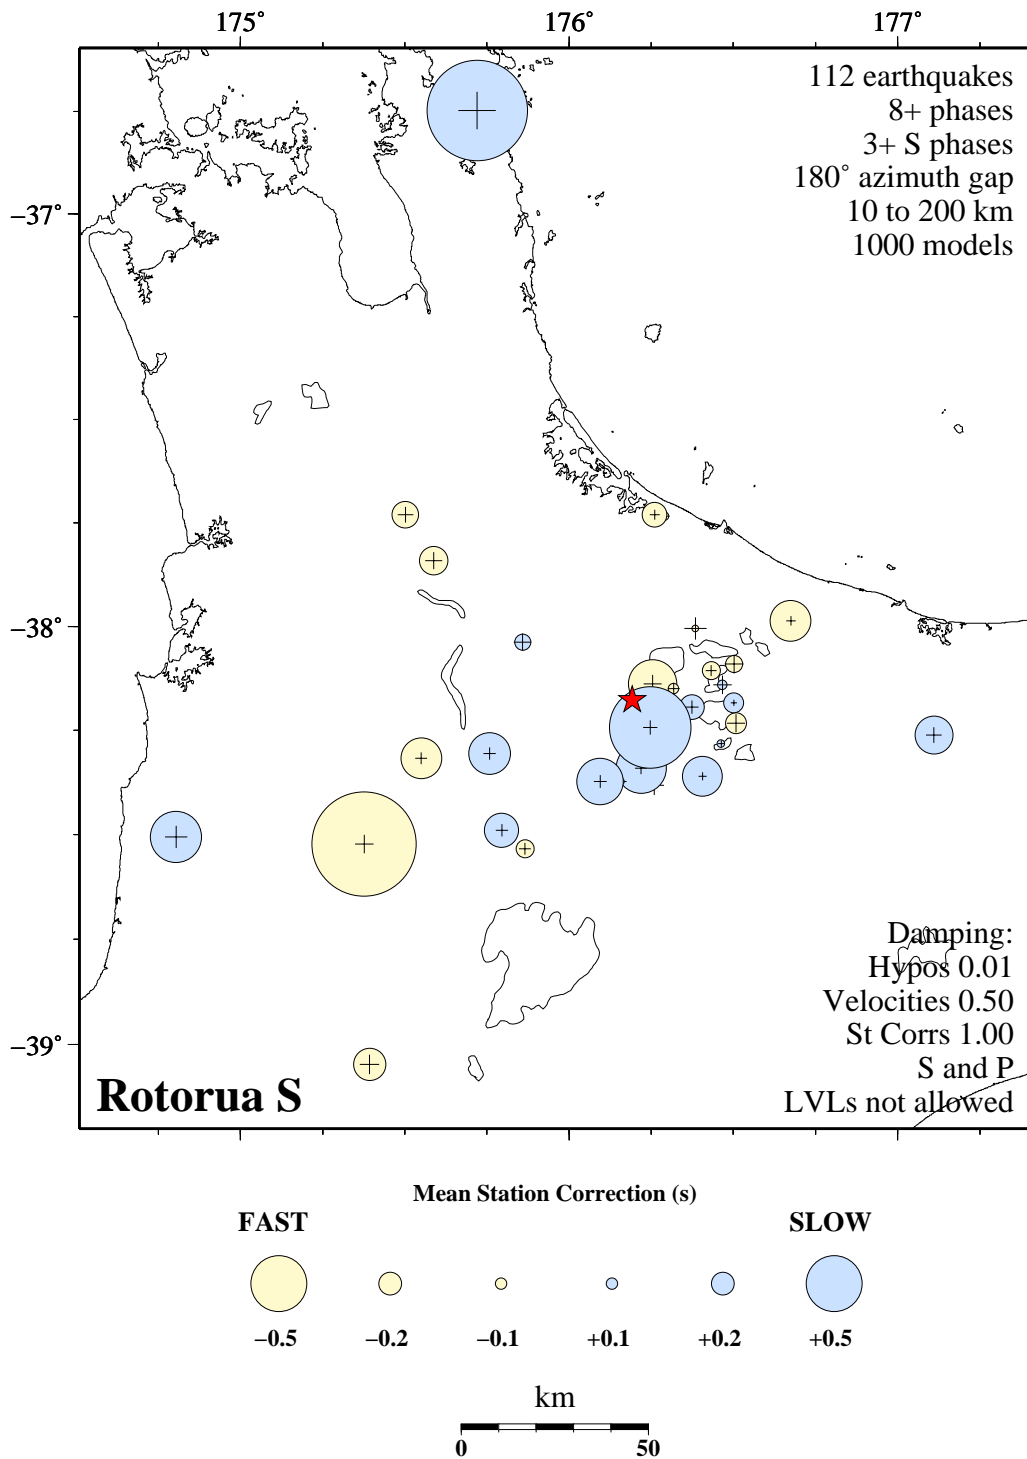 175° 176° 177°
112 earthquakes
8+ phases
3+ S phases
180° azimuth gap
10 to 200 km
1000 models
−37°
−38°
−39°
Damping:
Hypos 0.01
Velocities 0.50
St Corrs 1.00
S and P
LVLs not allowed
Rotorua S
Mean Station Correction (s)
FAST SLOW
−0.5 −0.2 −0.1 +0.1 +0.2 +0.5
km
0 50